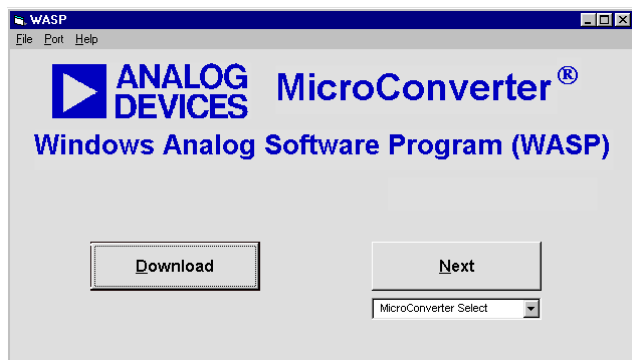 WASP
File Port Help
ANALOG DEVICES MicroConverter®
Windows Analog Software Program (WASP)
Download Next
MicroConverter Select